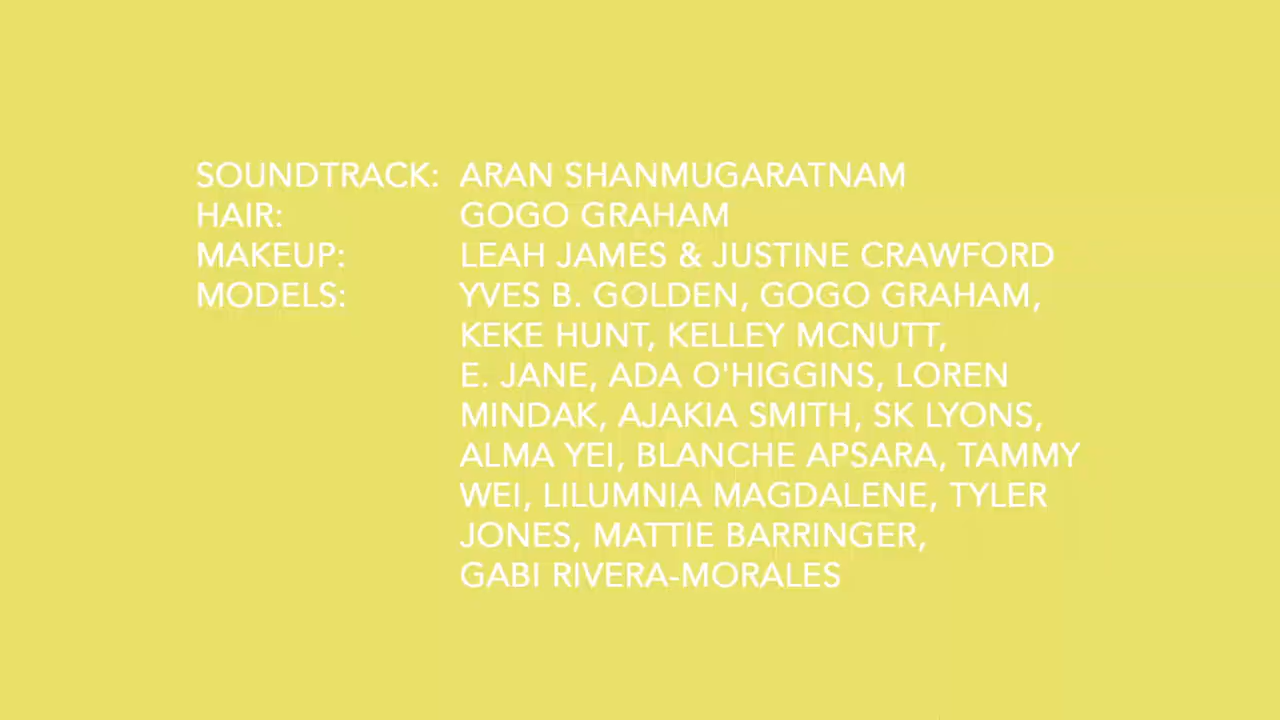 SOUNDTRACK: ARAN SHANMUGARATNAM
HAIR: GOGO GRAHAM
MAKEUP: LEAH JAMES & JUSTINE CRAWFORD
MODELS: YVES B. GOLDEN, GOGO GRAHAM,
KEKE HUNT, KELLEY MCNUTT,
E. JANE, ADA O'HIGGINS, LOREN
MINDAK, AJAKIA SMITH, SK LYONS,
ALMA YEI, BLANCHE APSARA, TAMMY
WEI, LILUMNIA MAGDALENE, TYLER
JONES, MATTIE BARRINGER,
GABI RIVERA-MORALES